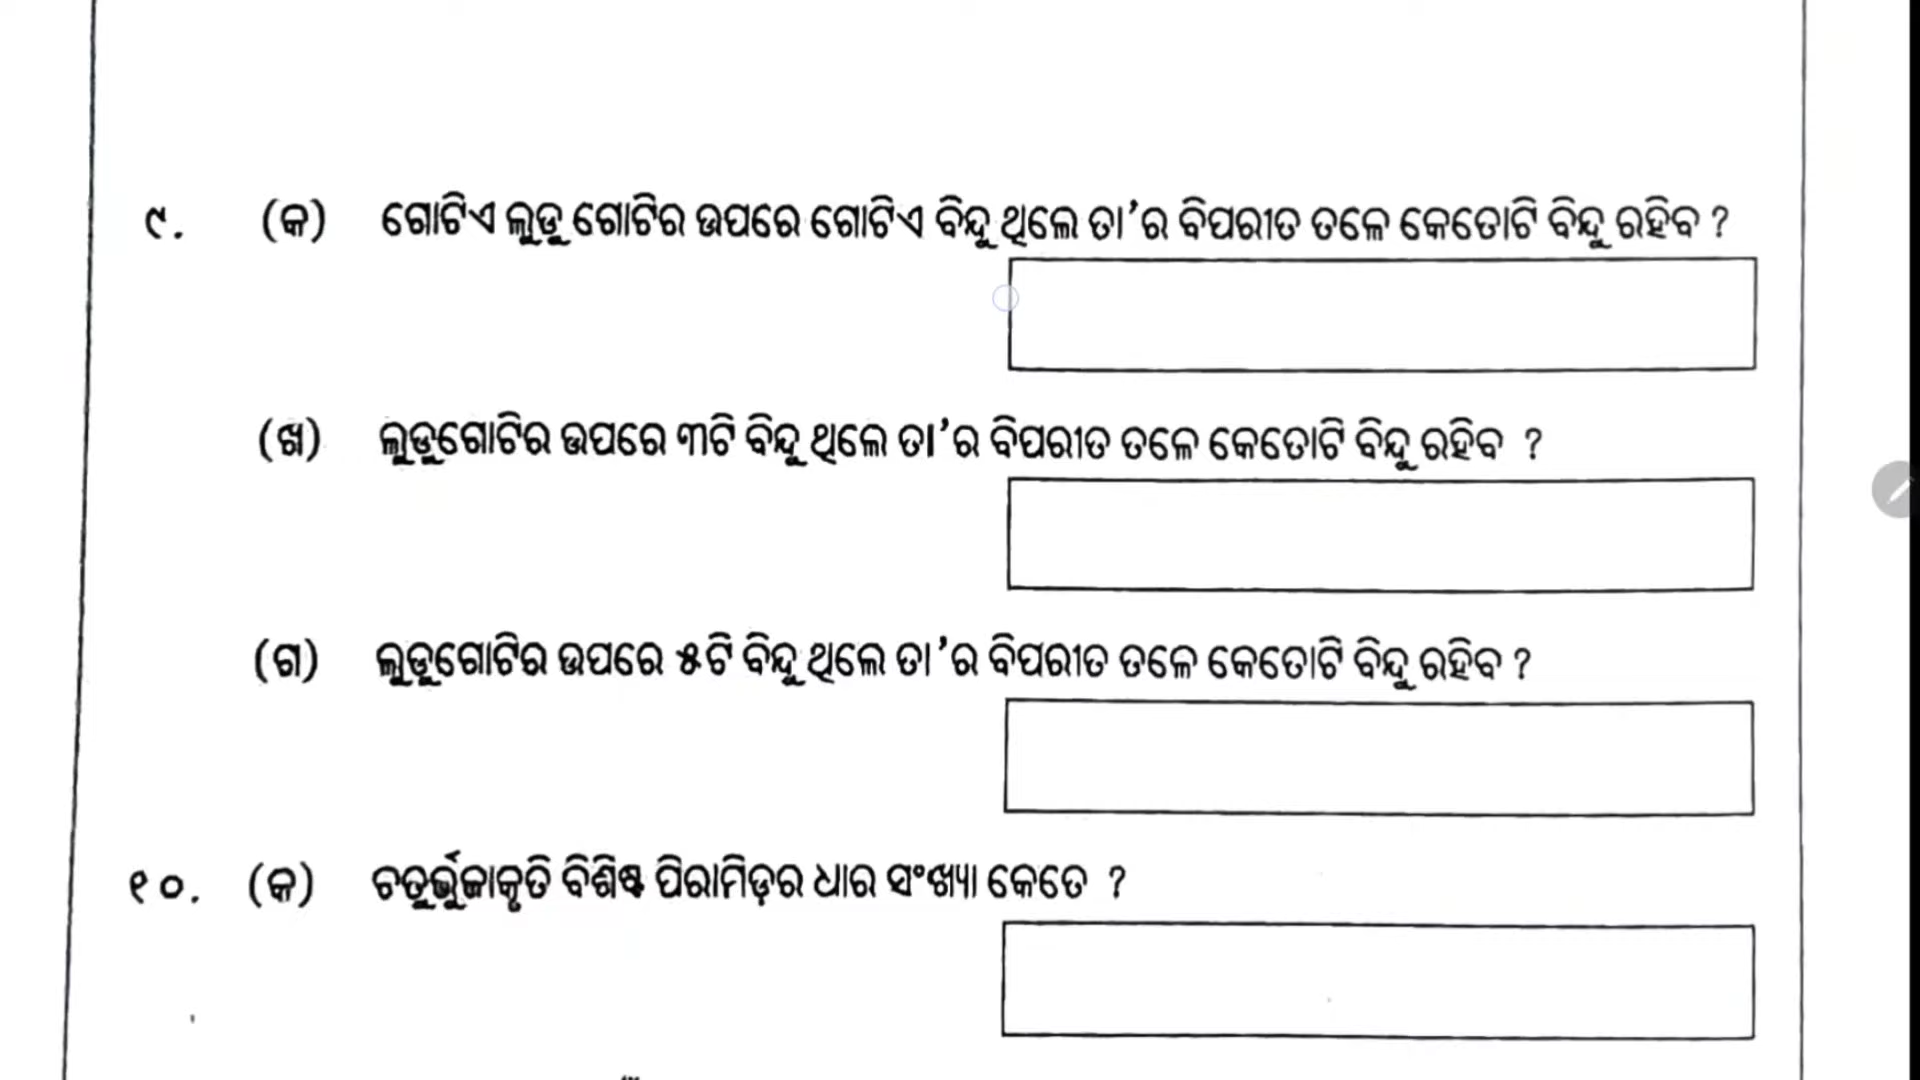 ୯. (କ) ଗୋଟିଏ ଲୁଡୁ ଗୋଟିର ଉପରେ ଗୋଟିଏ ବିନ୍ଦୁ ଥିଲେ ତା'ର ବିପରୀତ ତଳେ କେତୋଟି ବିନ୍ଦୁ ରହିବ ?
(ଖ) ଲୁଡୁଗୋଟିର ଉପରେ ୩ଟି ବିନ୍ଦୁ ଥିଲେ ତା'ର ବିପରୀତ ତଳେ କେତୋଟି ବିନ୍ଦୁ ରହିବ ?
(ଗ) ଲୁଡୁଗୋଟିର ଉପରେ ୫ଟି ବିନ୍ଦୁ ଥିଲେ ତା'ର ବିପରୀତ ତଳେ କେତୋଟି ବିନ୍ଦୁ ରହିବ ?
୧୦. (କ) ଚତୁର୍ଭୁଜାକୃତି ବିଶିଷ୍ଟ ପିରାମିଡ଼ର ଧାର ସଂଖ୍ୟା କେତେ ?